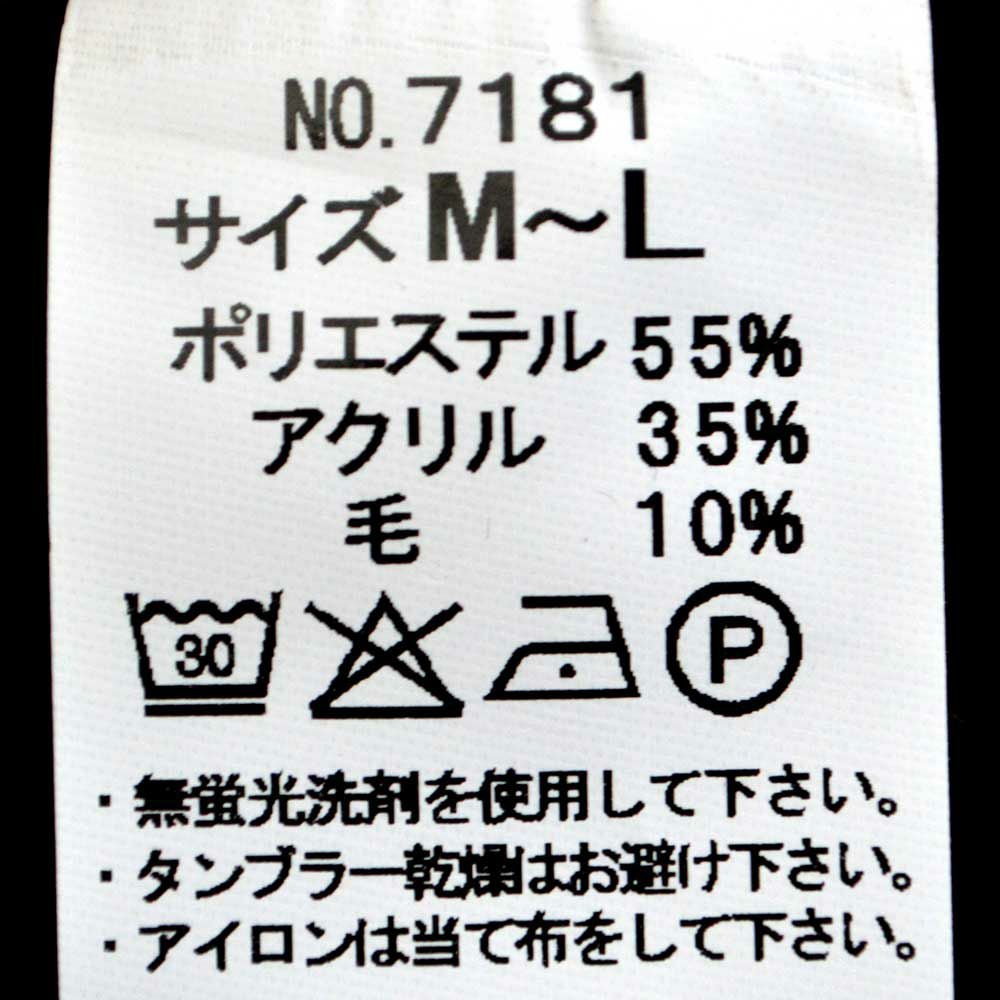 NO.7181
サイズ M〜L
ポリエステル 55%
アクリル 35%
毛 10%
30 P
・無蛍光洗剤を使用して下さい。
・タンブラー乾燥はお避け下さい。
・アイロンは当て布をして下さい。